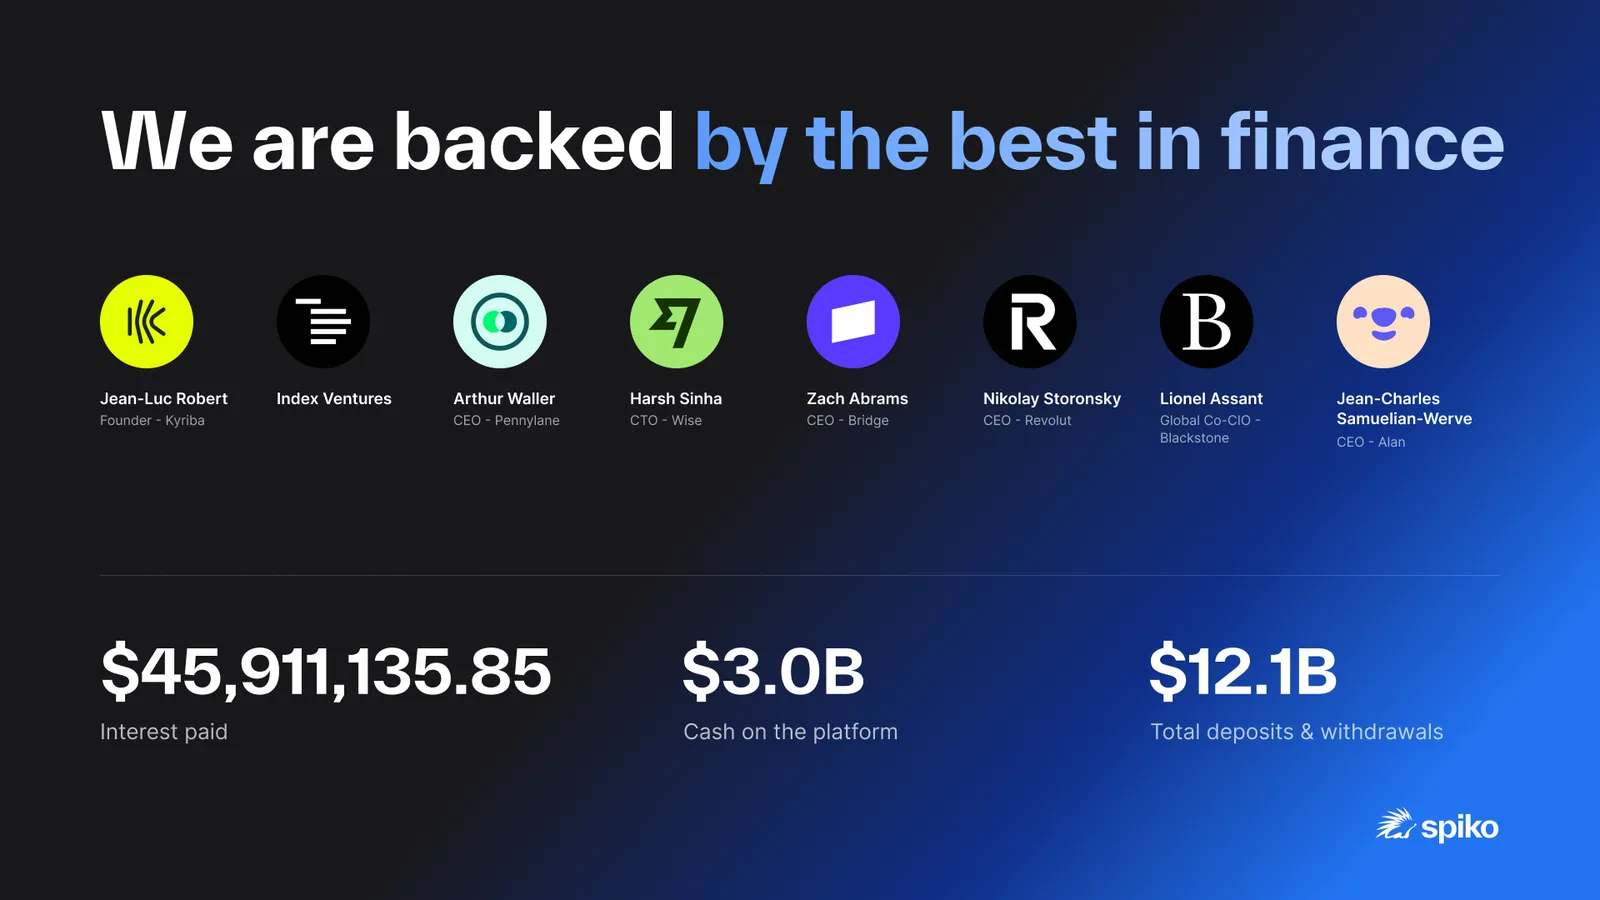 We are backed by the best in finance
Jean-Luc Robert
Founder - Kyriba
Index Ventures
Arthur Waller
CEO - Pennylane
Harsh Sinha
CTO - Wise
Zach Abrams
CEO - Bridge
R
Nikolay Storonsky
CEO - Revolut
B
Lionel Assant
Global Co-CIO -
Blackstone
Jean-Charles
Samuelian-Werve
CEO - Alan
$45,911,135.85
Interest paid
$3.0B
Cash on the platform
$12.1B
Total deposits & withdrawals
spiko